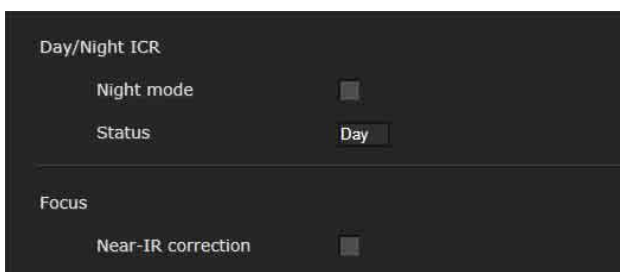 Day/Night ICR
Night mode
Status Day
Focus
Near-IR correction